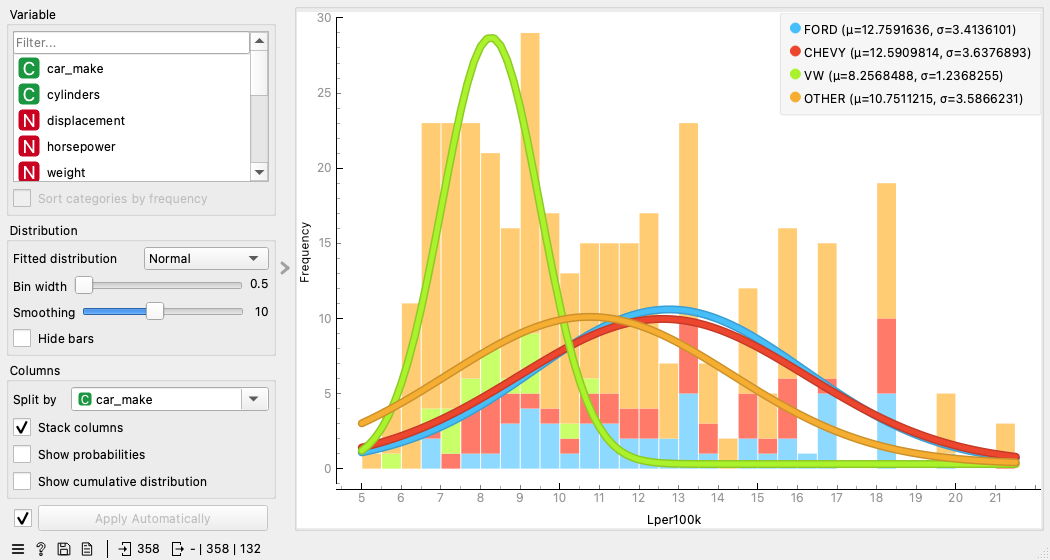 Variable
Filter...
C car_make
C cylinders
N displacement
N horsepower
N weight
Sort categories by frequency
Distribution
Fitted distribution Normal
Bin width 0.5
Smoothing 10
Hide bars
Columns
Split by C car_make
Stack columns
Show probabilities
Show cumulative distribution
Apply Automatically
? 358 - | 358 | 132
FORD (μ=12.7591636, σ=3.4136101)
CHEVY (μ=12.5909814, σ=3.6376893)
VW (μ=8.2568488, σ=1.2368255)
OTHER (μ=10.7511215, σ=3.5866231)
Frequency
30
25
20
15
10
5
0
5 6 7 8 9 10 11 12 13 14 15 16 17 18 19 20 21
Lper100k